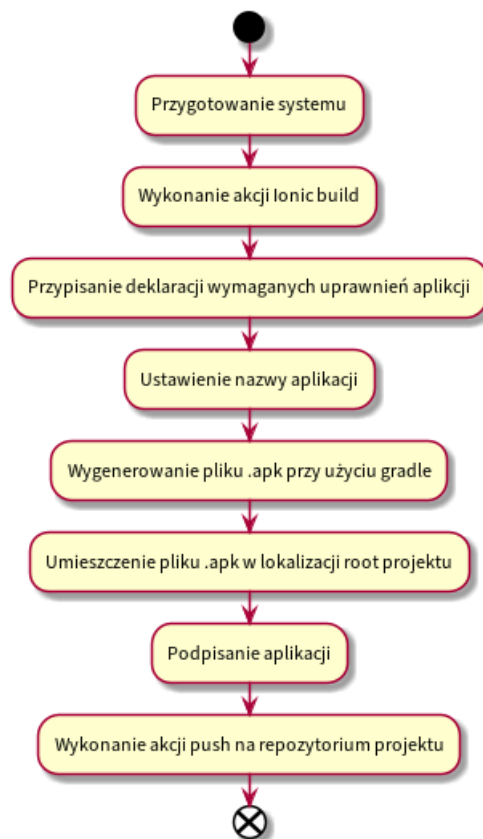 Przygotowanie systemu
Wykonanie akcji Ionic build
Przypisanie deklaracji wymaganych uprawnień aplikcji
Ustawienie nazwy aplikacji
Wygenerowanie pliku .apk przy użyciu gradle
Umieszczenie pliku .apk w lokalizacji root projektu
Podpisanie aplikacji
Wykonanie akcji push na repozytorium projektu